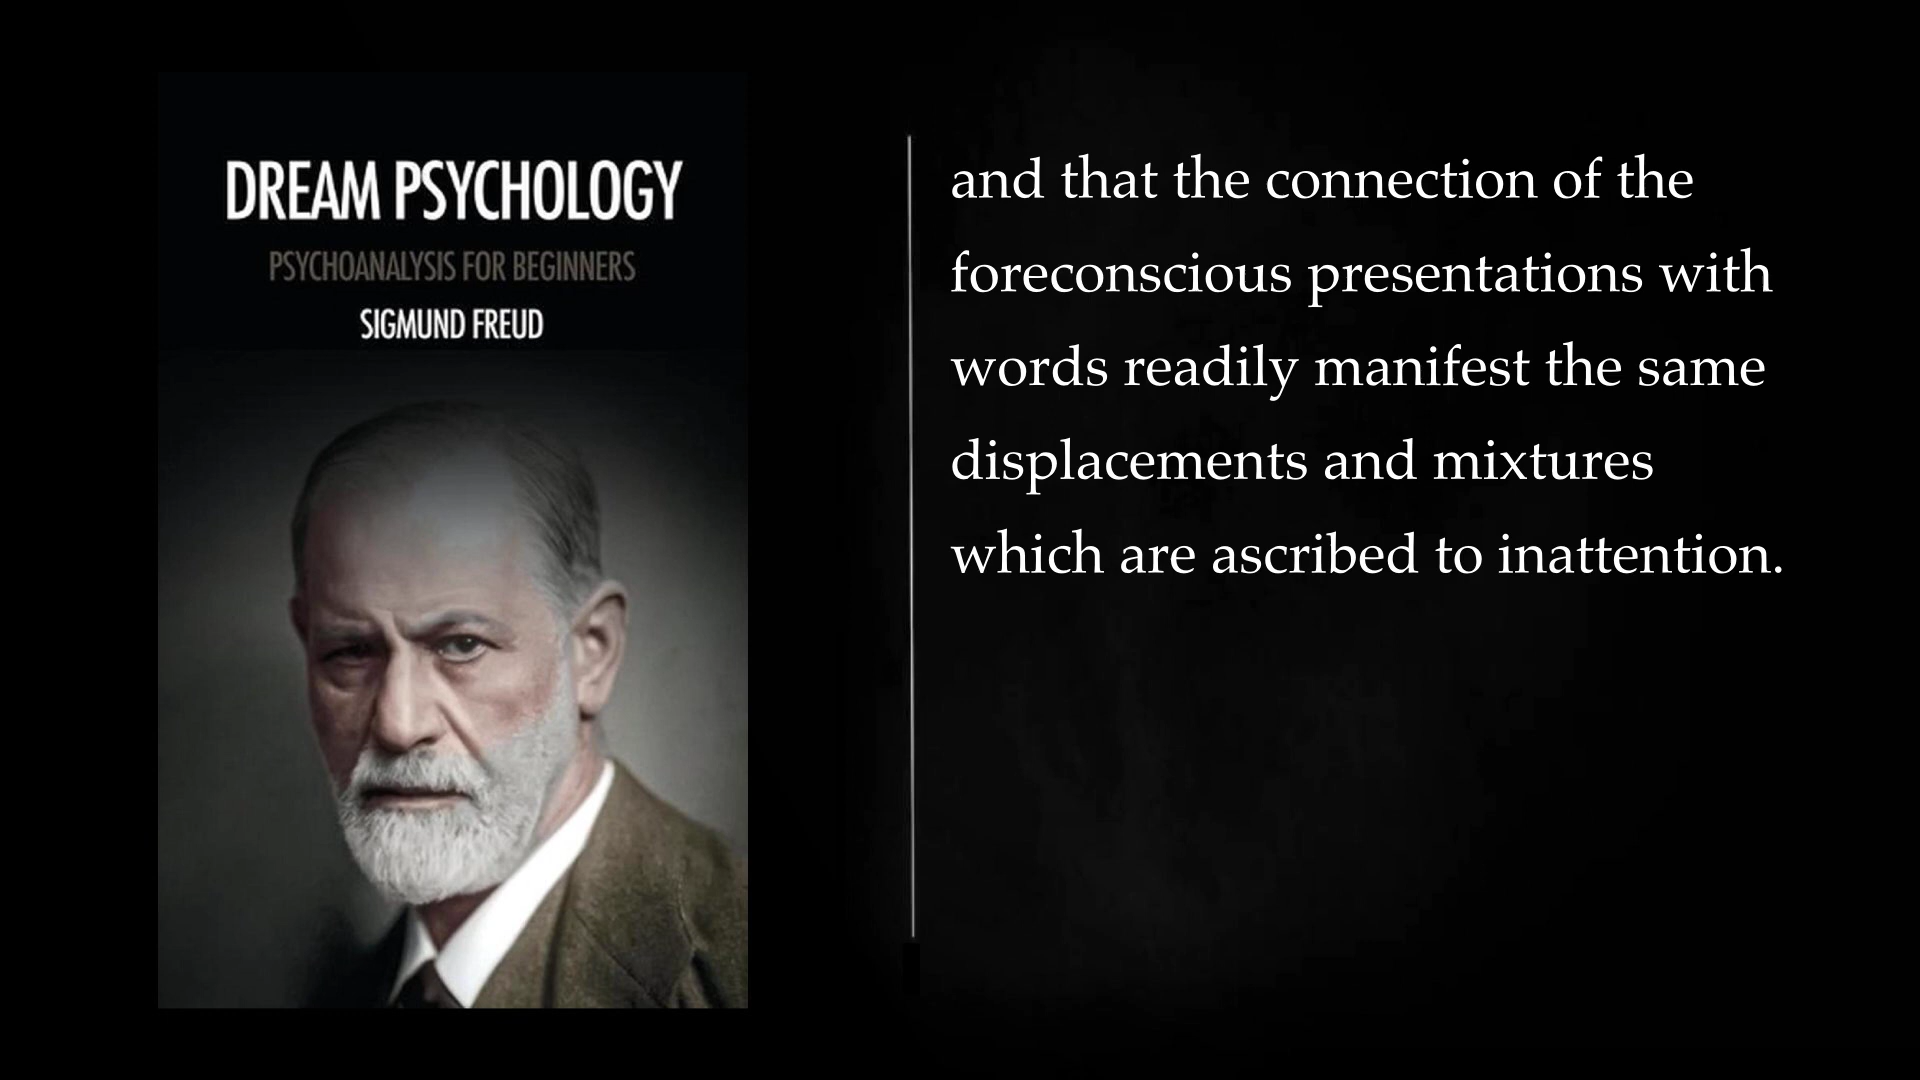 DREAM PSYCHOLOGY
PSYCHOANALYSIS FOR BEGINNERS
SIGMUND FREUD
and that the connection of the
foreconscious presentations with
words readily manifest the same
displacements and mixtures
which are ascribed to inattention.